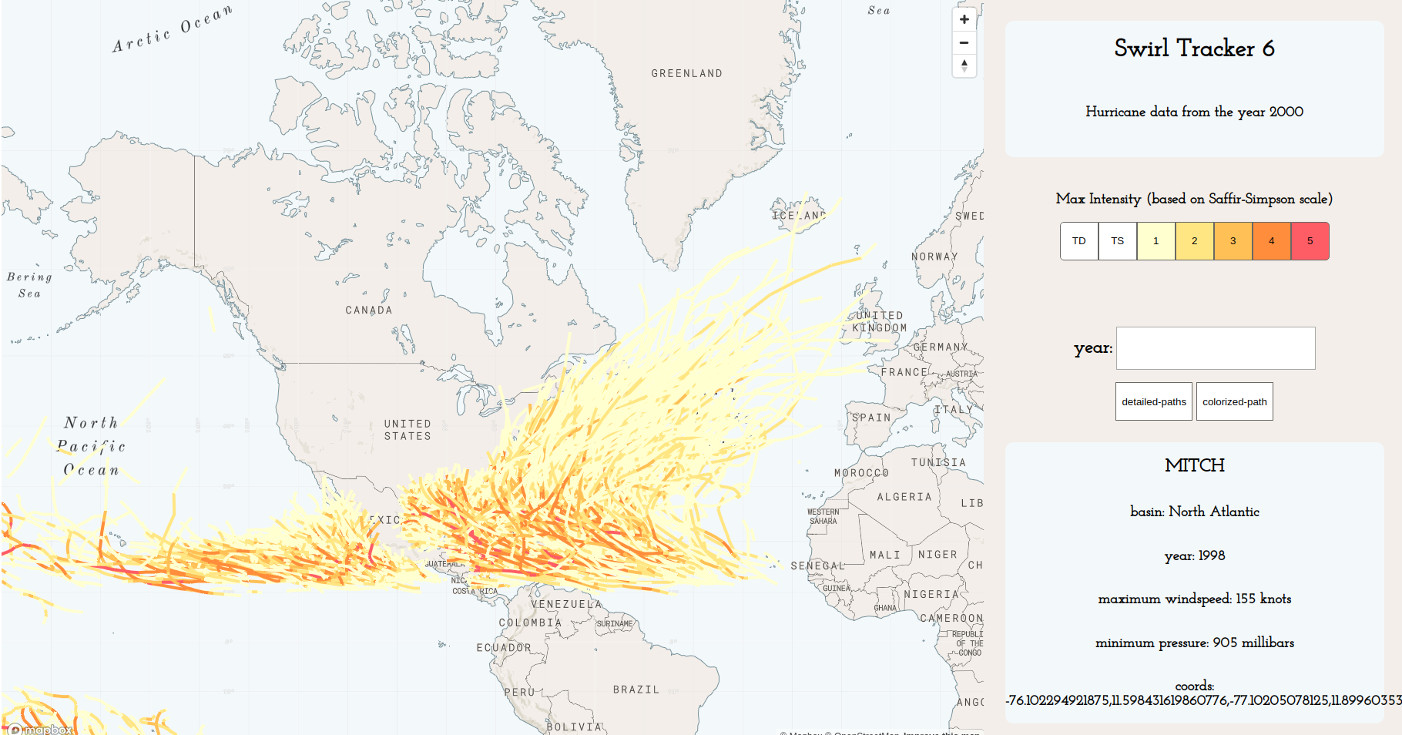 Arctic Ocean
Sea
+
−
GREENLAND
ICELAND
SWED
NORWAY
Bering
Sea
CANADA
UNITED
KINGDOM
GERMANY
FRANCE
AUSTRIA
North
Pacific
Ocean
UNITED
STATES
SPAIN
ITALY
MOROCCO
TUNISIA
ALGERIA
LIB
WESTERN
SAHARA
EXIC
MALI
NIGER
CH
GUATEMALA
SENEGAL
NIC
COSTA RICA
GUINEA
NIGERIA
GHANA
VENEZUELA
CAMEROON
COLOMBIA
SURINAME
REPUBLI
OF THE
CONGO
ECUADOR
PERU
BRAZIL
ANGO
BOLIVIA
mapbox
© Mapbox © OpenStreetMap Improve this map
Swirl Tracker 6
Hurricane data from the year 2000
Max Intensity (based on Saffir-Simpson scale)
TD TS 1 2 3 4 5
year:
detailed-paths colorized-path
MITCH
basin: North Atlantic
year: 1998
maximum windspeed: 155 knots
minimum pressure: 905 millibars
coords:
-76.102294921875,11.598431619860776,-77.10205078125,11.89960353